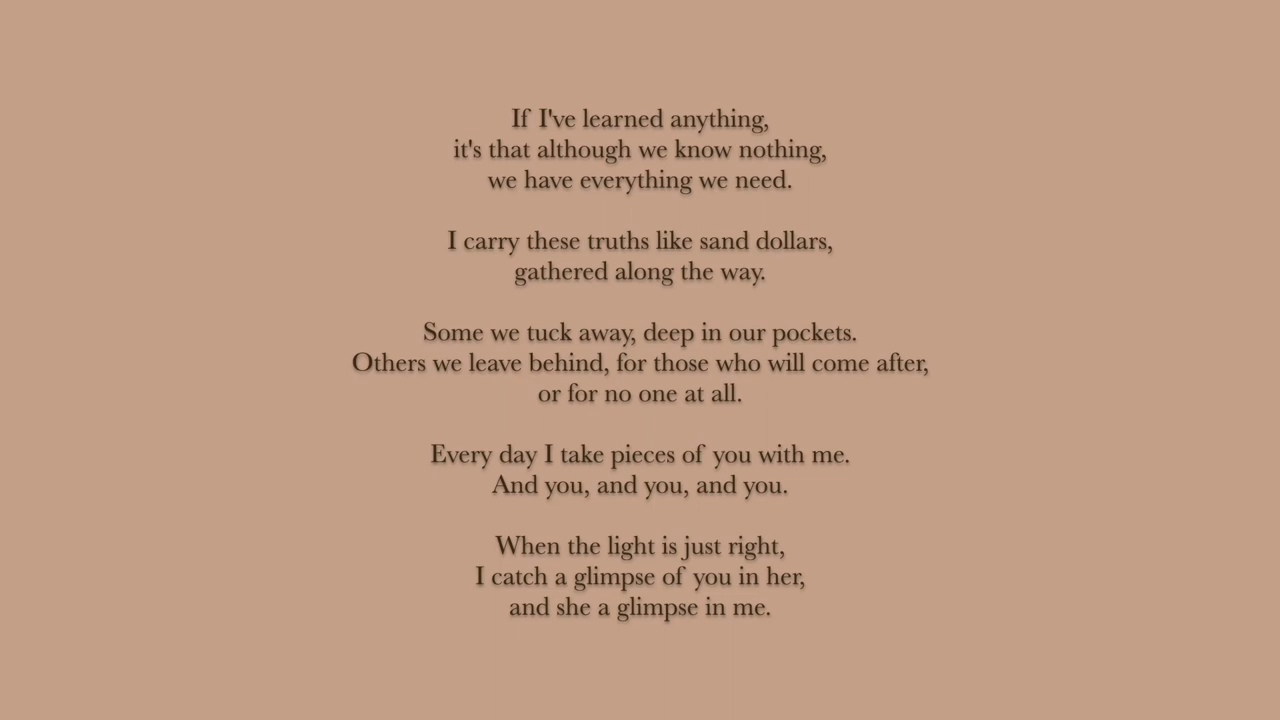 If I've learned anything,
it's that although we know nothing,
we have everything we need.
I carry these truths like sand dollars,
gathered along the way.
Some we tuck away, deep in our pockets.
Others we leave behind, for those who will come after,
or for no one at all.
Every day I take pieces of you with me.
And you, and you, and you.
When the light is just right,
I catch a glimpse of you in her,
and she a glimpse in me.